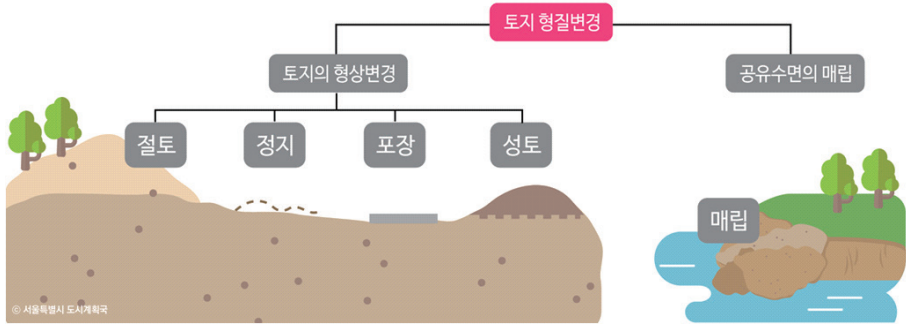 토지 형질변경
토지의 형상변경
공유수면의 매립
절토
정지
포장
성토
매립
ⓒ 서울특별시 도시계획국